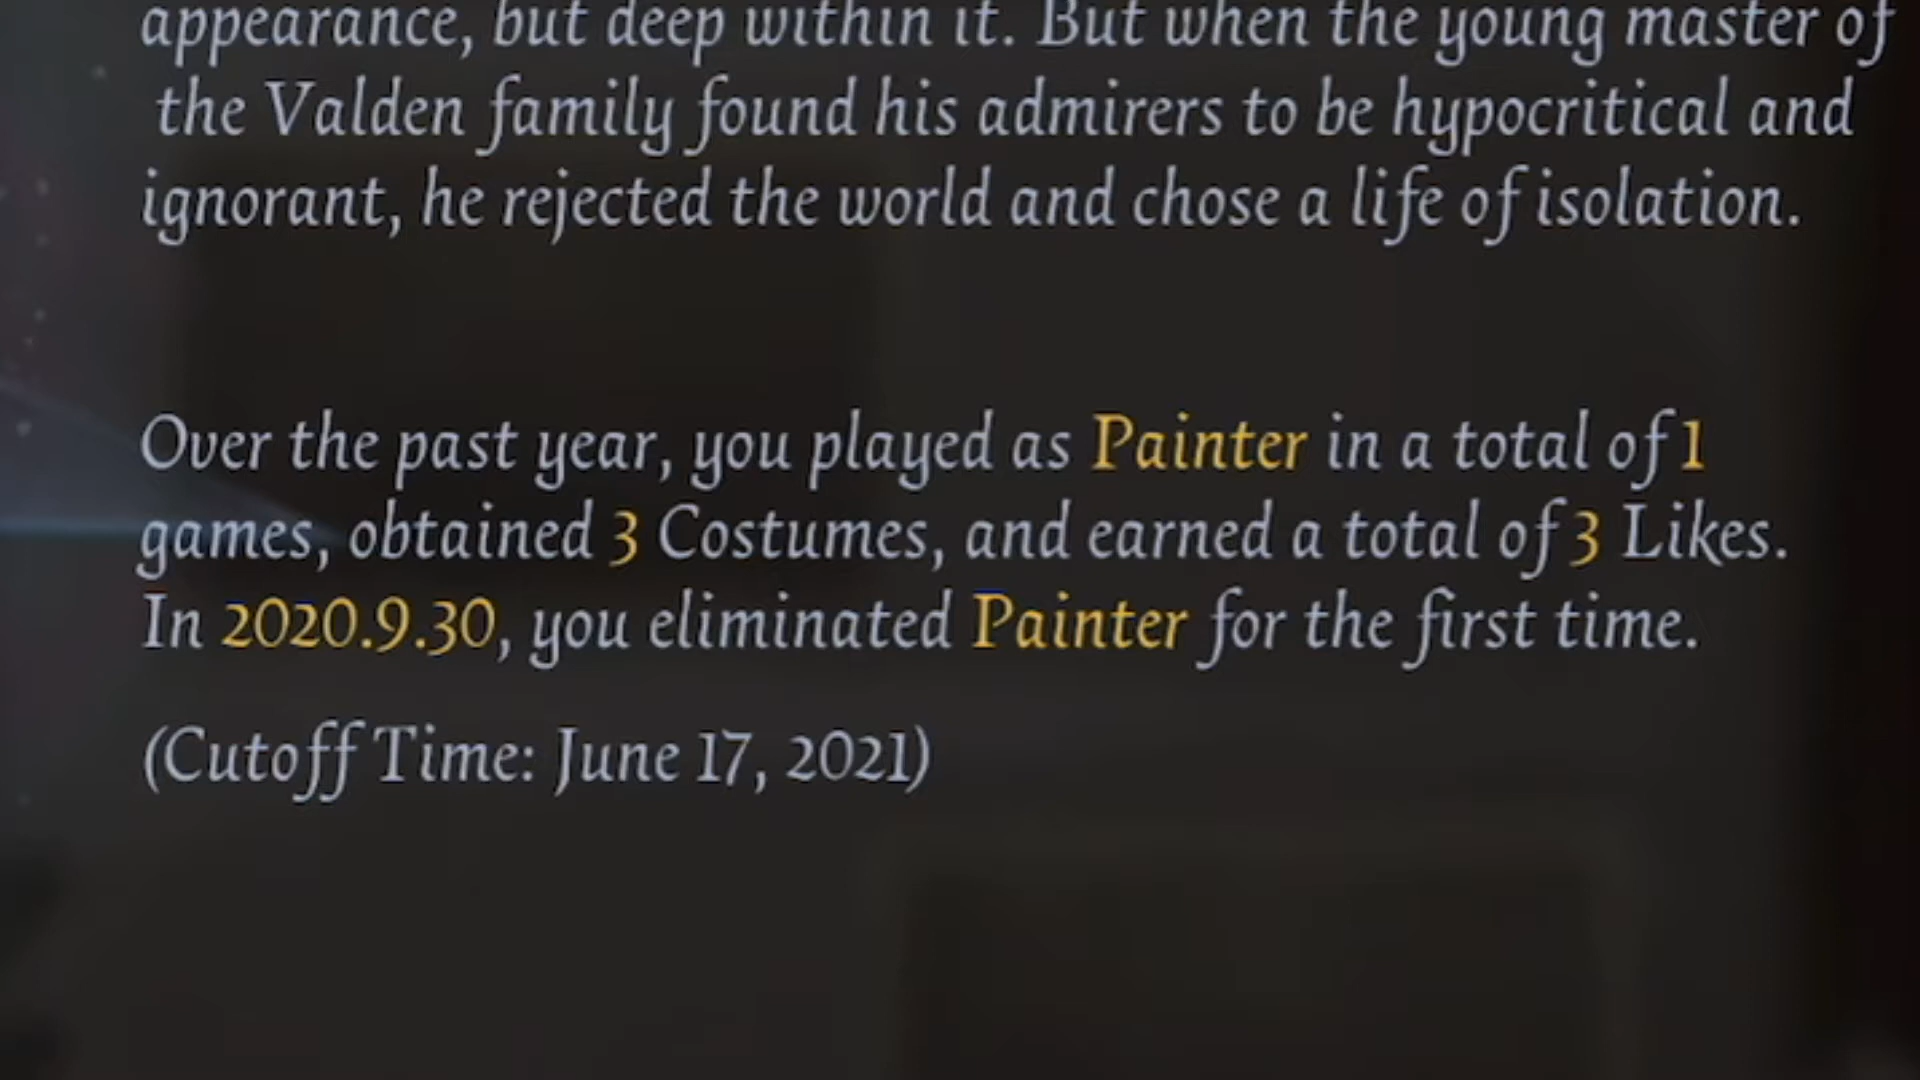 appearance, but deep within it. But when the young master of
the Valden family found his admirers to be hypocritical and
ignorant, he rejected the world and chose a life of isolation.
Over the past year, you played as Painter in a total of 1
games, obtained 3 Costumes, and earned a total of 3 Likes.
In 2020.9.30, you eliminated Painter for the first time.
(Cutoff Time: June 17, 2021)